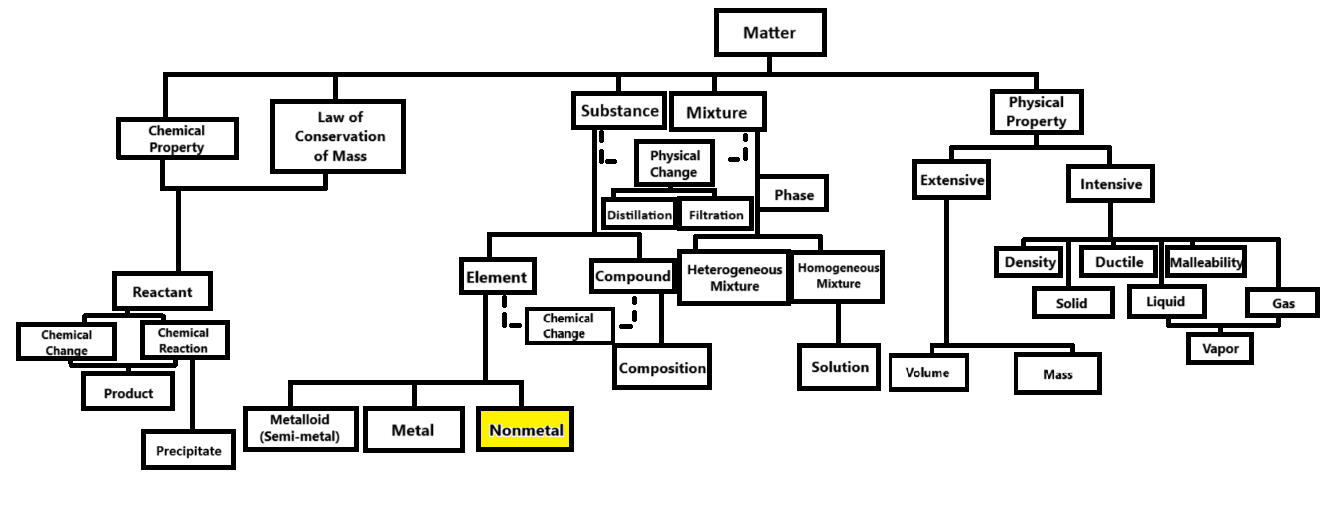 Matter
Substance
Mixture
Physical
Property
Chemical
Property
Law of
Conservation
of Mass
Physical
Change
Extensive
Intensive
Phase
Distillation
Filtration
Element
Compound
Heterogeneous
Mixture
Homogeneous
Mixture
Density
Ductile
Malleability
Reactant
Solid
Liquid
Gas
Chemical
Change
Chemical
Reaction
Chemical
Change
Vapor
Composition
Solution
Volume
Mass
Product
Metalloid
(Semi-metal)
Metal
Nonmetal
Precipitate